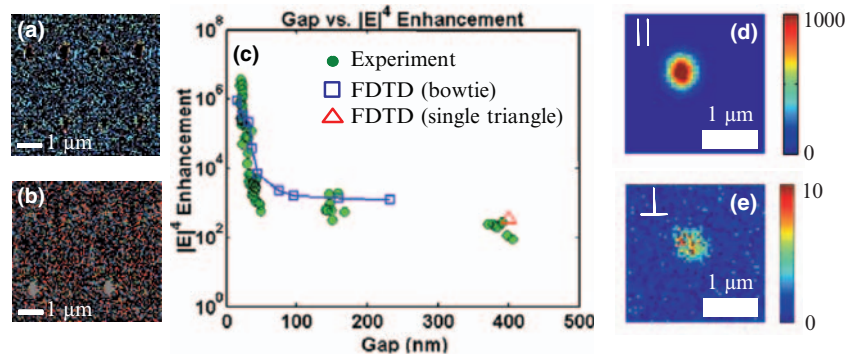 (a)
1 μm
(b)
1 μm
Gap vs. |E|⁴ Enhancement
(c)
Experiment
FDTD (bowtie)
FDTD (single triangle)
|E|⁴ Enhancement
10⁸
10⁶
10⁴
10²
10⁰
0 100 200 300 400 500
Gap (nm)
(d)
1 μm
1000
0
(e)
1 μm
10
0